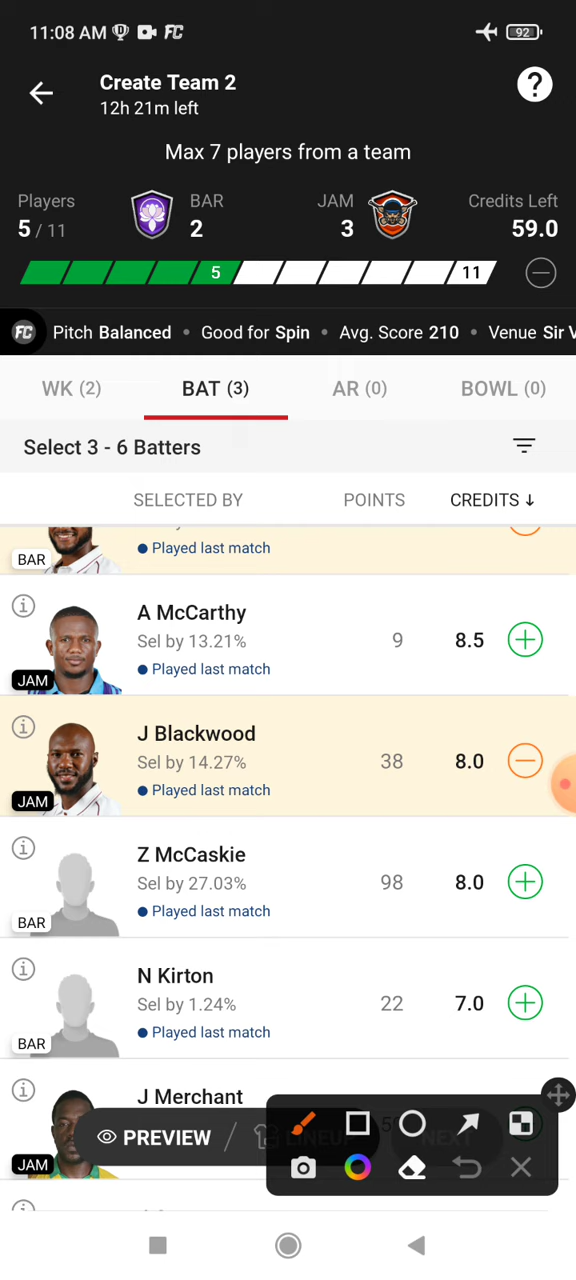 11:08 AM FC 92
Create Team 2
12h 21m left
?
Max 7 players from a team
Players BAR JAM Credits Left
5 / 11 2 3 59.0
5 11
FC Pitch Balanced • Good for Spin • Avg. Score 210 • Venue Sir V
WK (2) BAT (3) AR (0) BOWL (0)
Select 3 - 6 Batters
SELECTED BY POINTS CREDITS ↓
BAR Played last match
A McCarthy
Sel by 13.21% 9 8.5
JAM Played last match
J Blackwood
Sel by 14.27% 38 8.0
JAM Played last match
Z McCaskie
Sel by 27.03% 98 8.0
BAR Played last match
N Kirton
Sel by 1.24% 22 7.0
BAR Played last match
J Merchant
PREVIEW / LINEUP NEXT
JAM